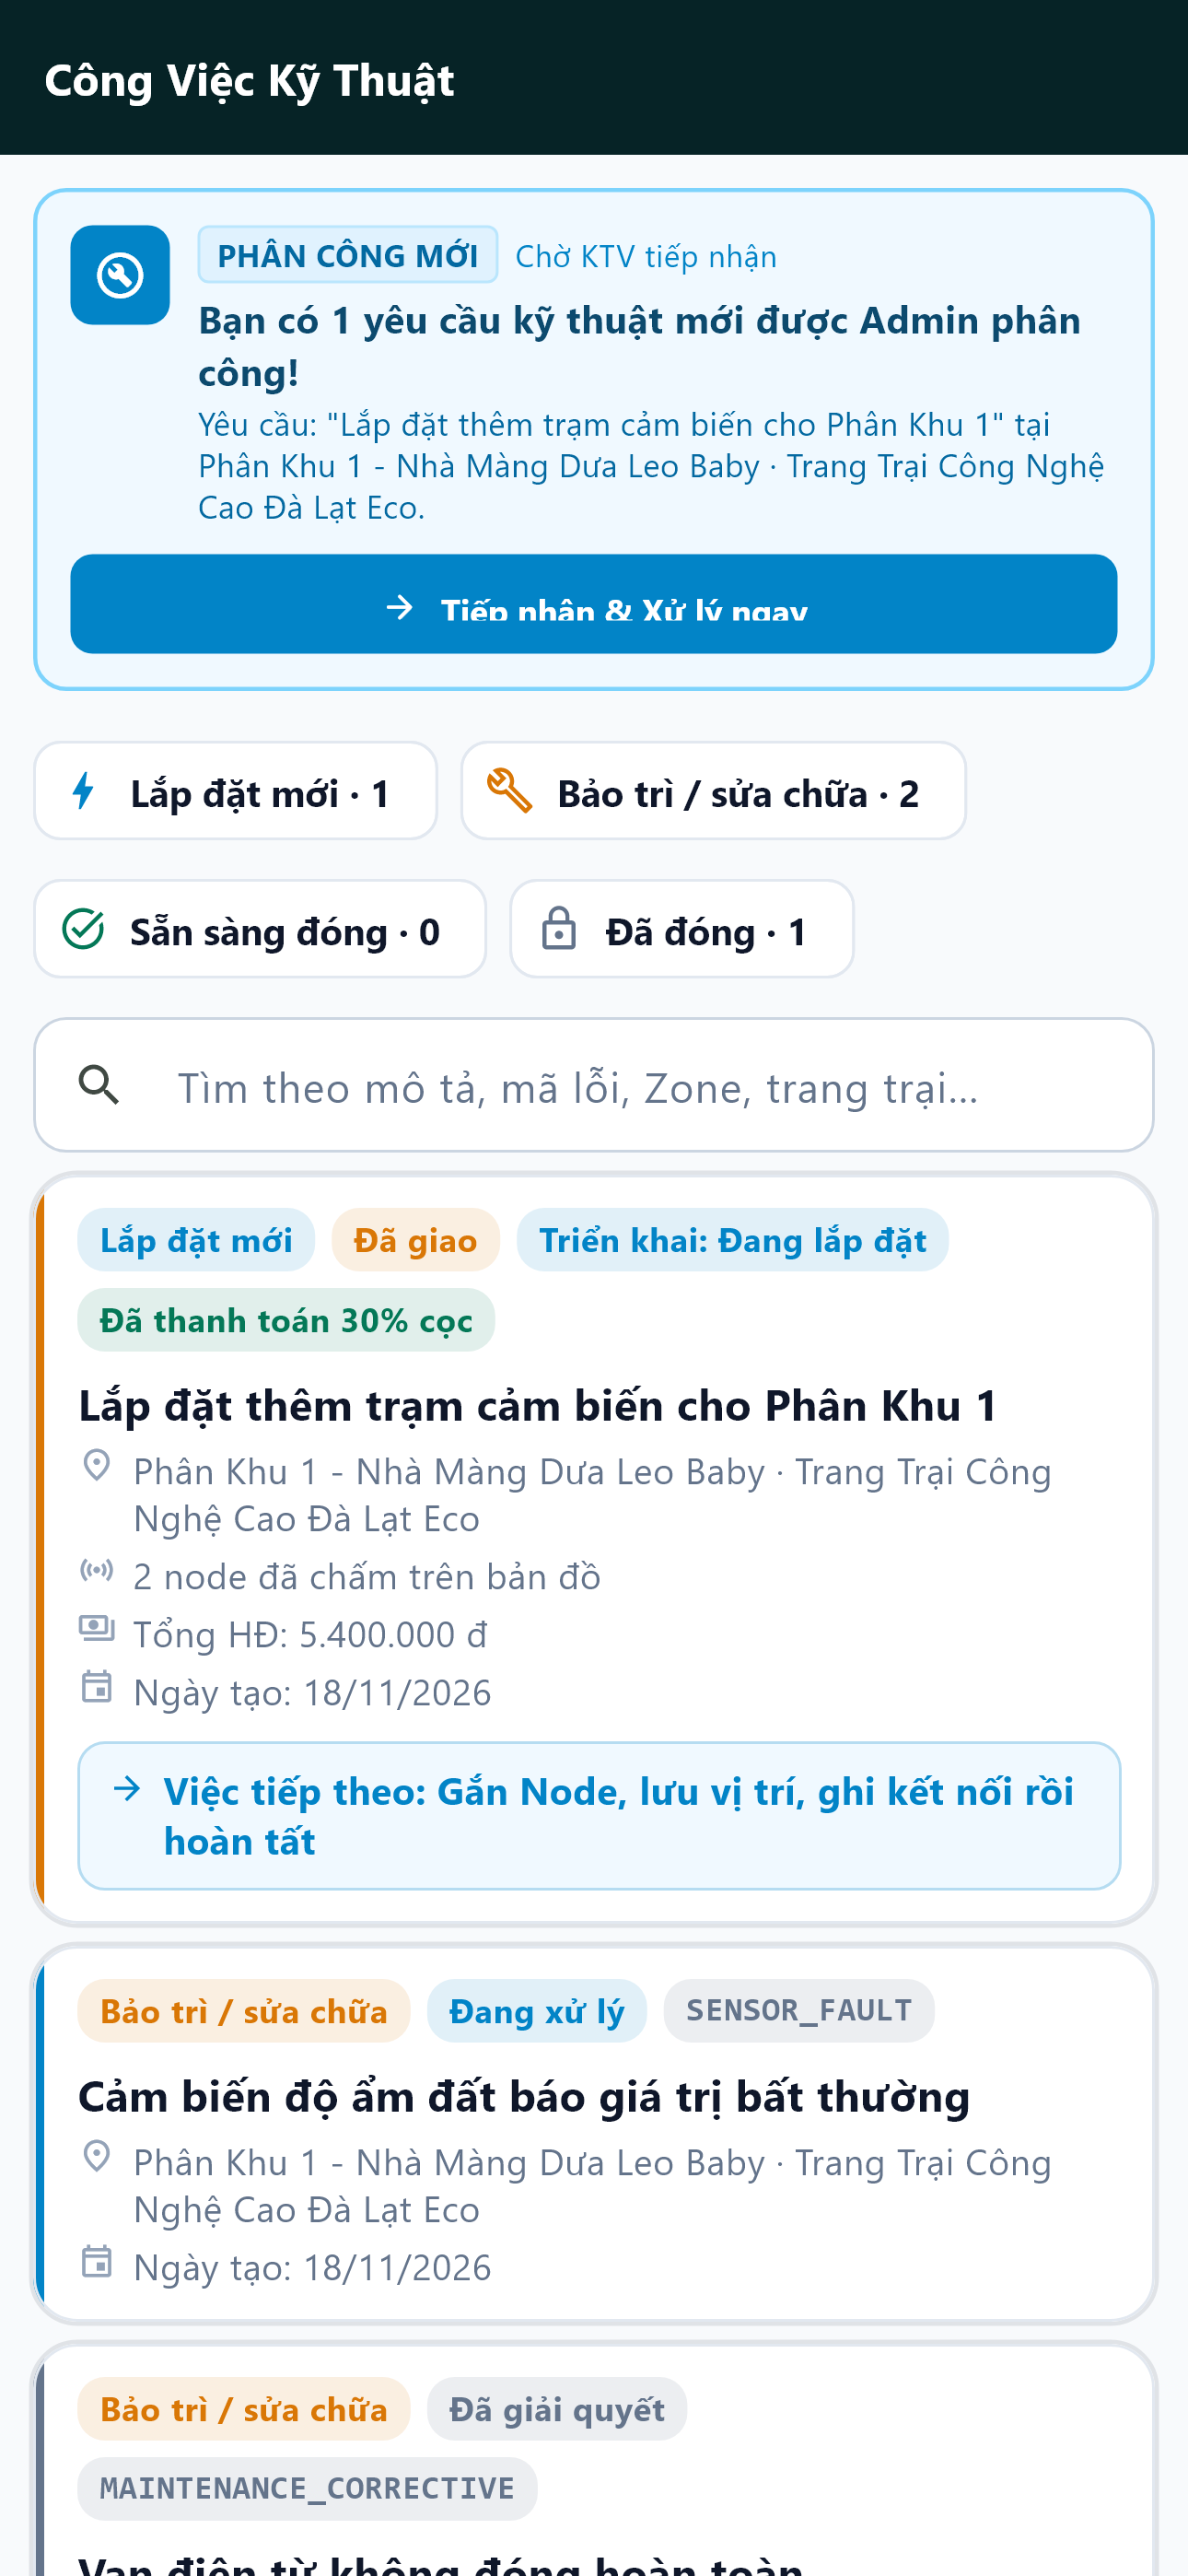 Công Việc Kỹ Thuật
PHÂN CÔNG MỚI Chờ KTV tiếp nhận
Bạn có 1 yêu cầu kỹ thuật mới được Admin phân
công!
Yêu cầu: "Lắp đặt thêm trạm cảm biến cho Phân Khu 1" tại
Phân Khu 1 - Nhà Màng Dưa Leo Baby · Trang Trại Công Nghệ
Cao Đà Lạt Eco.
Tiếp nhận & Xử lý ngay
Lắp đặt mới · 1 Bảo trì / sửa chữa · 2
Sẵn sàng đóng · 0 Đã đóng · 1
Tìm theo mô tả, mã lỗi, Zone, trang trại...
Lắp đặt mới Đã giao Triển khai: Đang lắp đặt
Đã thanh toán 30% cọc
Lắp đặt thêm trạm cảm biến cho Phân Khu 1
Phân Khu 1 - Nhà Màng Dưa Leo Baby · Trang Trại Công
Nghệ Cao Đà Lạt Eco
2 node đã chấm trên bản đồ
Tổng HĐ: 5.400.000 đ
Ngày tạo: 18/11/2026
Việc tiếp theo: Gắn Node, lưu vị trí, ghi kết nối rồi
hoàn tất
Bảo trì / sửa chữa Đang xử lý SENSOR_FAULT
Cảm biến độ ẩm đất báo giá trị bất thường
Phân Khu 1 - Nhà Màng Dưa Leo Baby · Trang Trại Công
Nghệ Cao Đà Lạt Eco
Ngày tạo: 18/11/2026
Bảo trì / sửa chữa Đã giải quyết
MAINTENANCE_CORRECTIVE
Van điện từ không đóng hoàn toàn